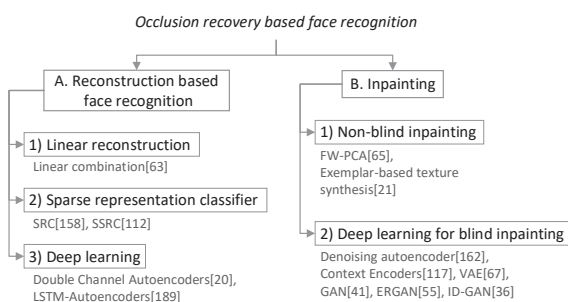 Occlusion recovery based face recognition
A. Reconstruction based
face recognition
1) Linear reconstruction
Linear combination[63]
2) Sparse representation classifier
SRC[158], SSRC[112]
3) Deep learning
Double Channel Autoencoders[20],
LSTM-Autoencoders[189]
B. Inpainting
1) Non-blind inpainting
FW-PCA[65],
Exemplar-based texture
synthesis[21]
2) Deep learning for blind inpainting
Denoising autoencoder[162],
Context Encoders[117], VAE[67],
GAN[41], ERGAN[55], ID-GAN[36]